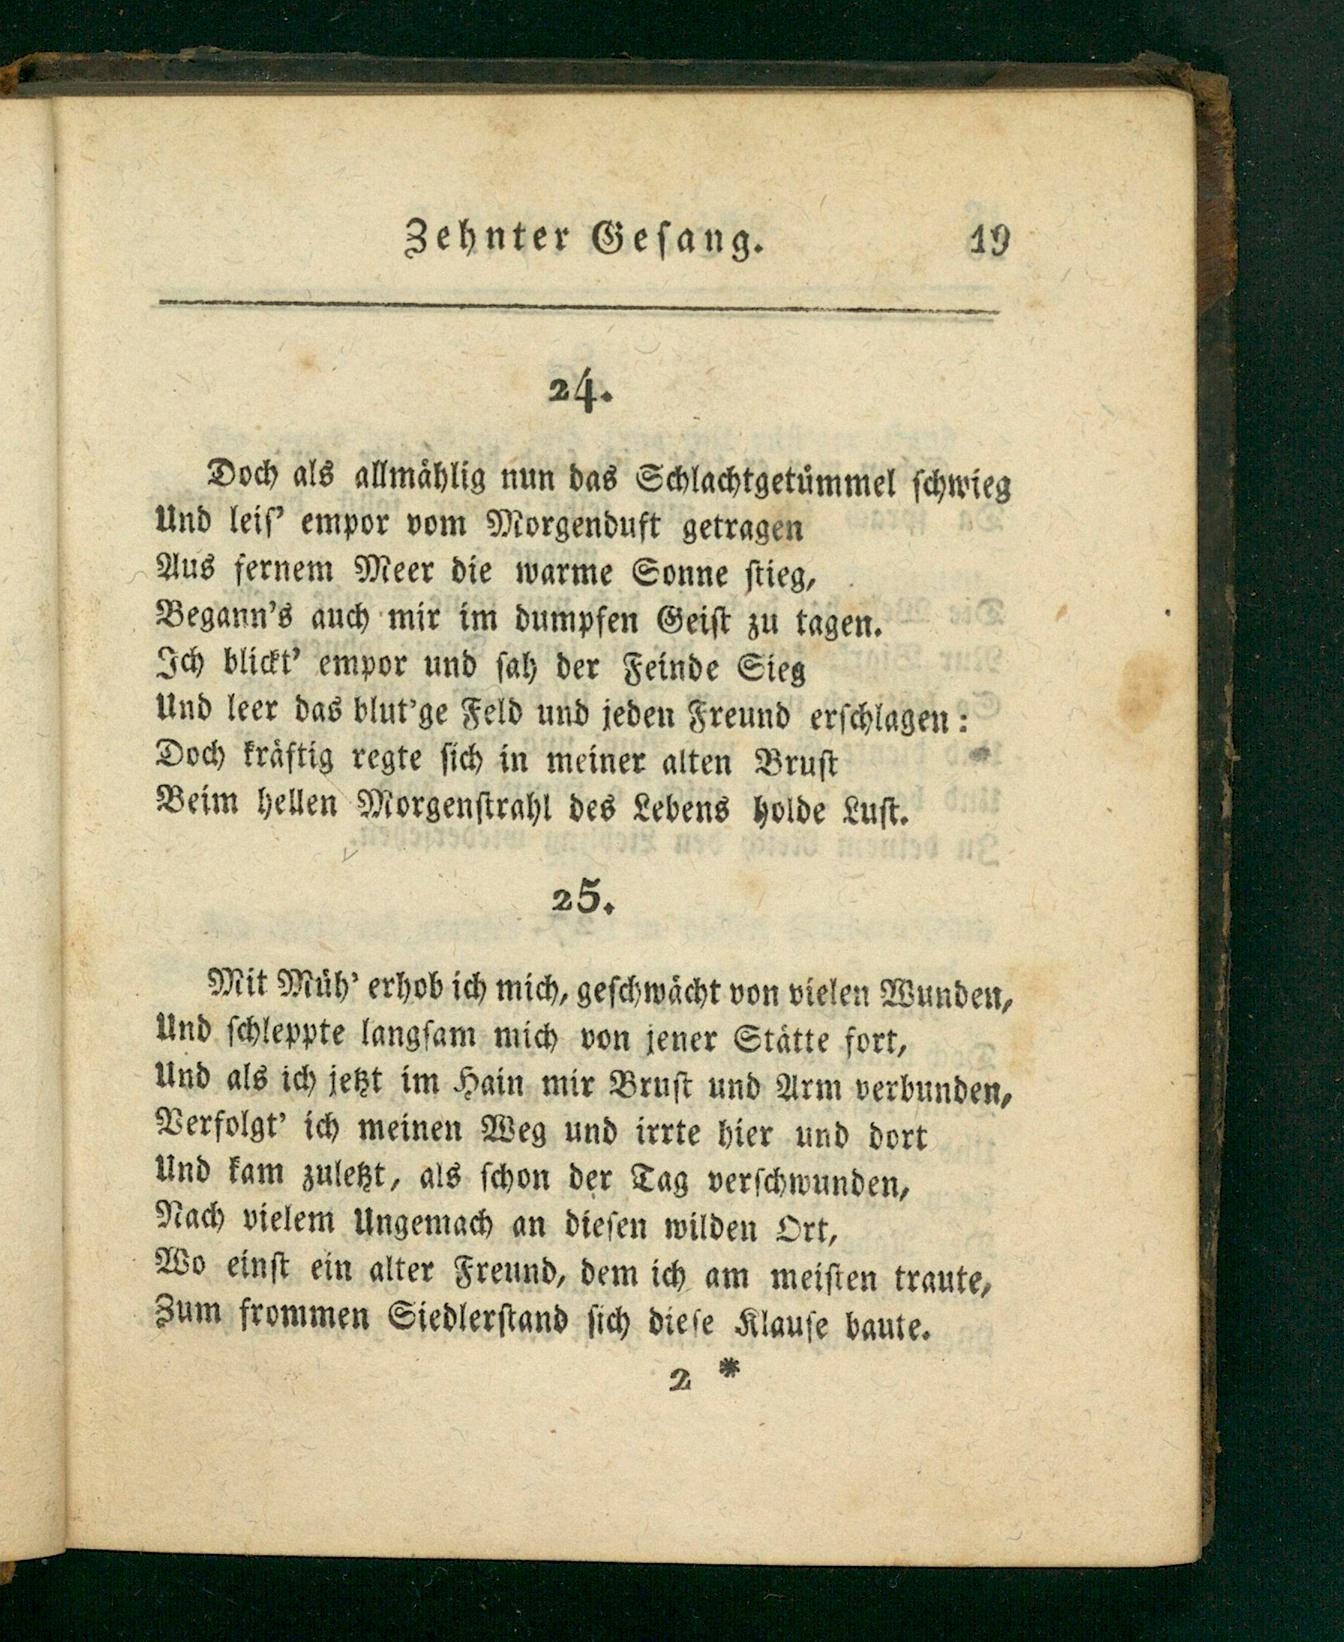 Zehnter Gesang. 19
24.
Doch als allmählig nun das Schlachtgetümmel schwieg
Und leis' empor vom Morgenduft getragen
Aus fernem Meer die warme Sonne stieg,
Begann's auch mir im dumpfen Geist zu tagen.
Ich blickt' empor und sah der Feinde Sieg
Und leer das blut'ge Feld und jeden Freund erschlagen:
Doch kräftig regte sich in meiner alten Brust
Beim hellen Morgenstrahl des Lebens holde Lust.
25.
Mit Müh' erhob ich mich, geschwächt von vielen Wunden,
Und schleppte langsam mich von jener Stätte fort,
Und als ich jetzt im Hain mir Brust und Arm verbunden,
Verfolgt' ich meinen Weg und irrte hier und dort
Und kam zuletzt, als schon der Tag verschwunden,
Nach vielem Ungemach an diesen wilden Ort,
Wo einst ein alter Freund, dem ich am meisten traute,
Zum frommen Siedlerstand sich diese Klause baute.
2 *